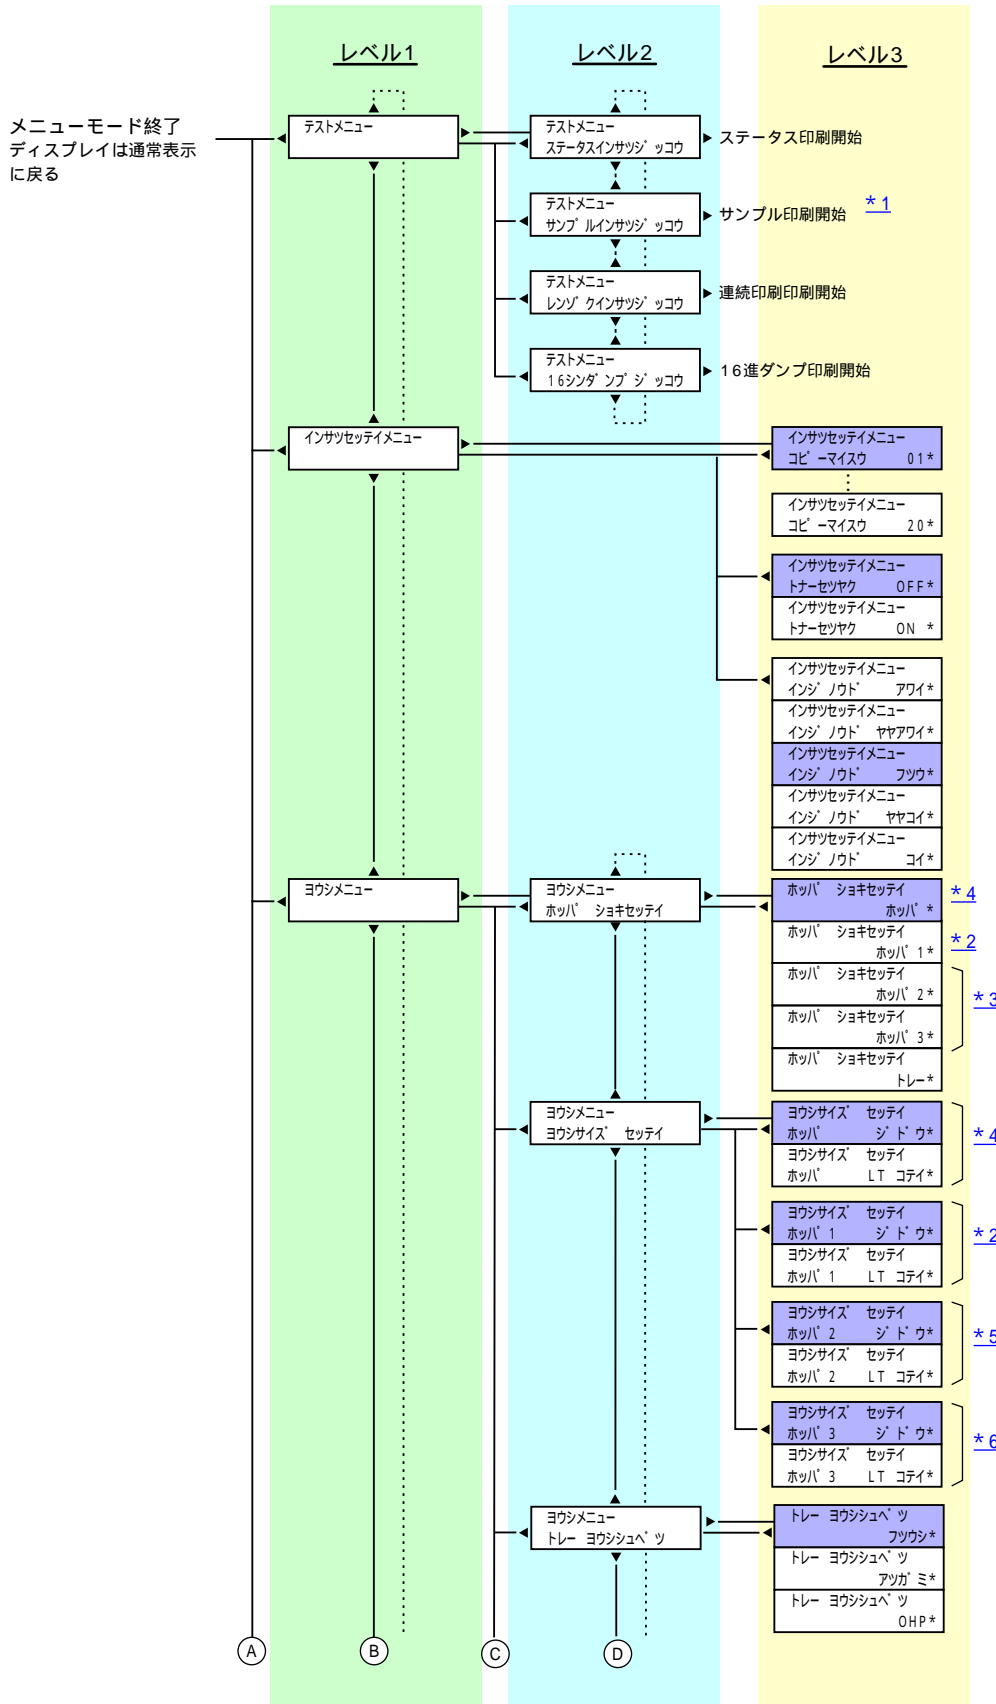 レベル1
レベル2
レベル3
メニューモード終了
ディスプレイは通常表示
に戻る
テストメニュー
テストメニュー
ステータスインサツジッコウ
ステータス印刷開始
テストメニュー
サンプルインサツジッコウ
サンプル印刷開始 *1
テストメニュー
レンゾクインサツジッコウ
連続印刷印刷開始
テストメニュー
16シンダンプジッコウ
16進ダンプ印刷開始
インサツセッテイメニュー
インサツセッテイメニュー
コピーマイスウ 01*
インサツセッテイメニュー
コピーマイスウ 20*
インサツセッテイメニュー
トナーセツヤク OFF*
インサツセッテイメニュー
トナーセツヤク ON *
インサツセッテイメニュー
インジノウド アワイ*
インサツセッテイメニュー
インジノウド ヤヤアワイ*
インサツセッテイメニュー
インジノウド フツウ*
インサツセッテイメニュー
インジノウド ヤヤコイ*
インサツセッテイメニュー
インジノウド コイ*
ヨウシメニュー
ヨウシメニュー
ホッパ ショキセッテイ
ホッパ ショキセッテイ
ホッパ *
*4
ホッパ ショキセッテイ
ホッパ 1*
*2
ホッパ ショキセッテイ
ホッパ 2*
ホッパ ショキセッテイ
ホッパ 3*
*3
ホッパ ショキセッテイ
トレー*
ヨウシメニュー
ヨウシサイズ セッテイ
ヨウシサイズ セッテイ
ホッパ ジドウ*
ヨウシサイズ セッテイ
ホッパ LT コテイ*
*4
ヨウシサイズ セッテイ
ホッパ 1 ジドウ*
ヨウシサイズ セッテイ
ホッパ 1 LT コテイ*
*2
ヨウシサイズ セッテイ
ホッパ 2 ジドウ*
ヨウシサイズ セッテイ
ホッパ 2 LT コテイ*
*5
ヨウシサイズ セッテイ
ホッパ 3 ジドウ*
ヨウシサイズ セッテイ
ホッパ 3 LT コテイ*
*6
ヨウシメニュー
トレー ヨウシシュベツ
トレー ヨウシシュベツ
フツウシ*
トレー ヨウシシュベツ
アツガミ*
トレー ヨウシシュベツ
OHP*
A
B
C
D